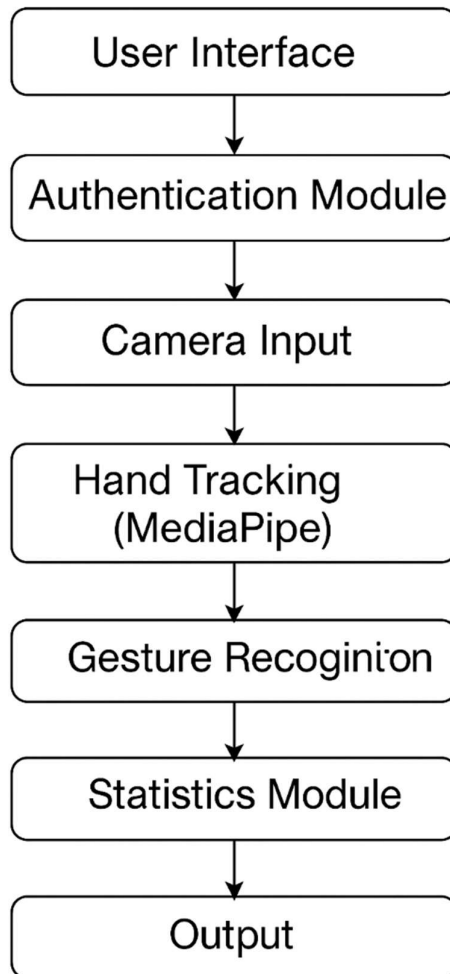 User Interface
Authentication Module
Camera Input
Hand Tracking
(MediaPipe)
Gesture Recoginiton
Statistics Module
Output